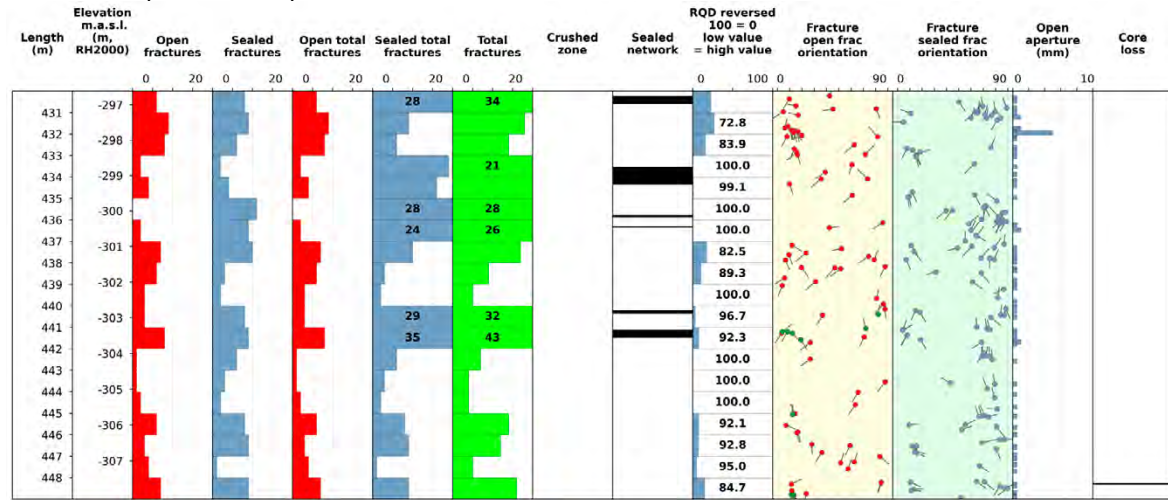 Length (m)
Elevation m.a.s.l. (m, RH2000)
Open fractures
Sealed fractures
Open total fractures
Sealed total fractures
Total fractures
Crushed zone
Sealed network
RQD reversed 100 = 0 low value = high value
Fracture open frac orientation
Fracture sealed frac orientation
Open aperture (mm)
Core loss
0 20 0 20 0 20 0 20 0 20 0 100 0 90 0 90 0 10
-297 28 34
431 72.8
432 -298 83.9
433 21 100.0
434 -299 99.1
435 -300 28 28 100.0
436 24 26 100.0
437 -301 82.5
438 89.3
439 -302 100.0
440 -303 29 32 96.7
441 35 43 92.3
442 -304 100.0
443 100.0
444 -305 100.0
445 -306 92.1
446 92.8
447 -307 95.0
448 84.7